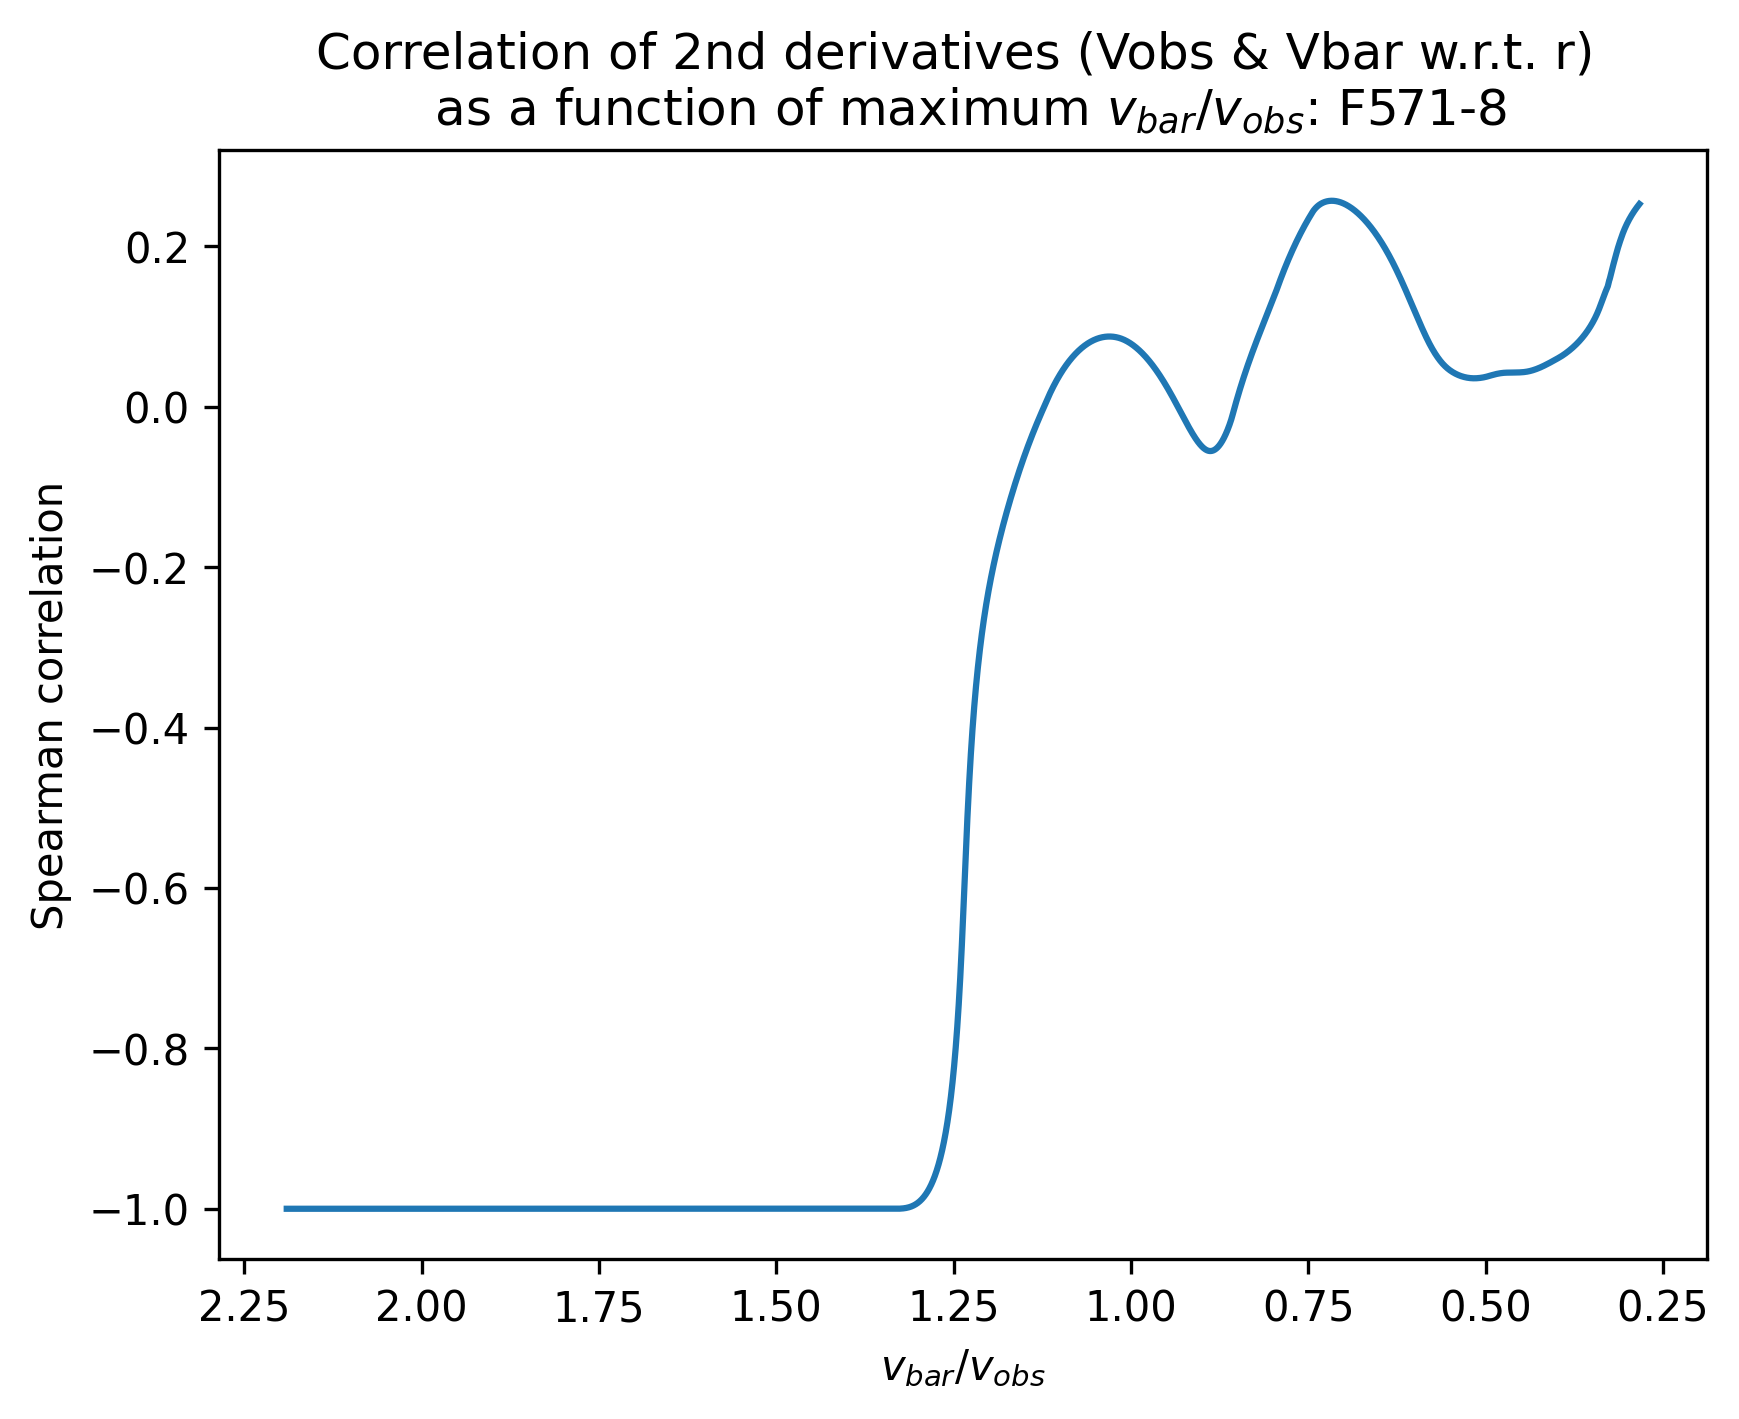 Correlation of 2nd derivatives (Vobs & Vbar w.r.t. r)
as a function of maximum v_bar/v_obs: F571-8
0.2
0.0
−0.2
−0.4
−0.6
−0.8
−1.0
Spearman correlation
2.25 2.00 1.75 1.50 1.25 1.00 0.75 0.50 0.25
v_bar/v_obs